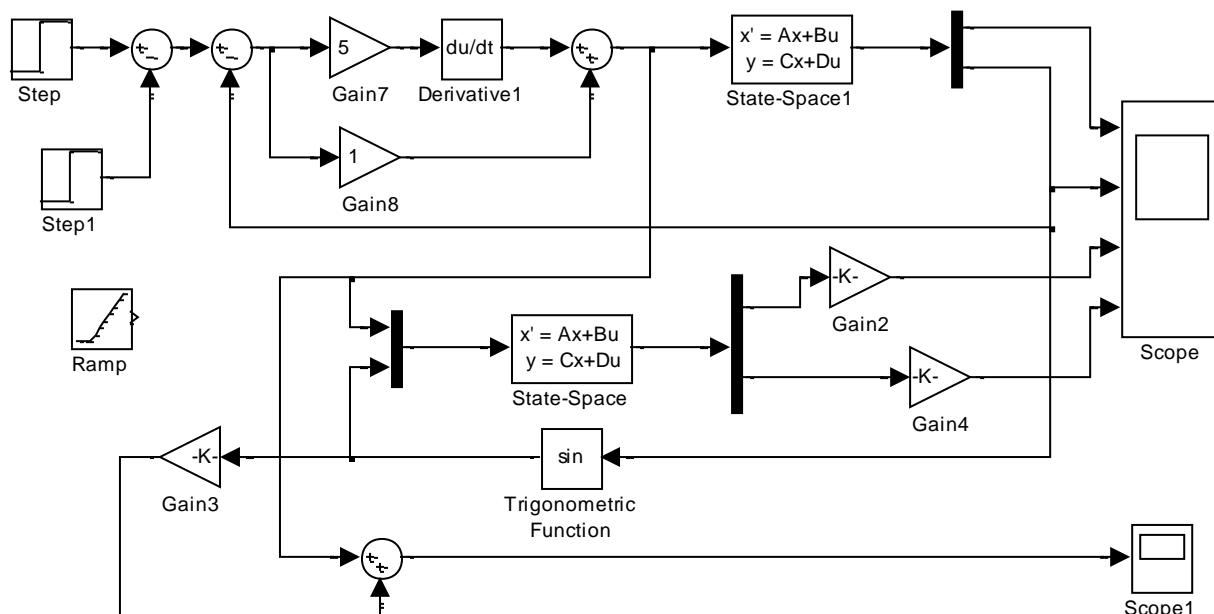 Step
Step1
5
Gain7
du/dt
Derivative1
1
Gain8
x' = Ax+Bu
y = Cx+Du
State-Space1
Ramp
x' = Ax+Bu
y = Cx+Du
State-Space
-K-
Gain2
-K-
Gain4
Scope
-K-
Gain3
sin
Trigonometric
Function
Scope1